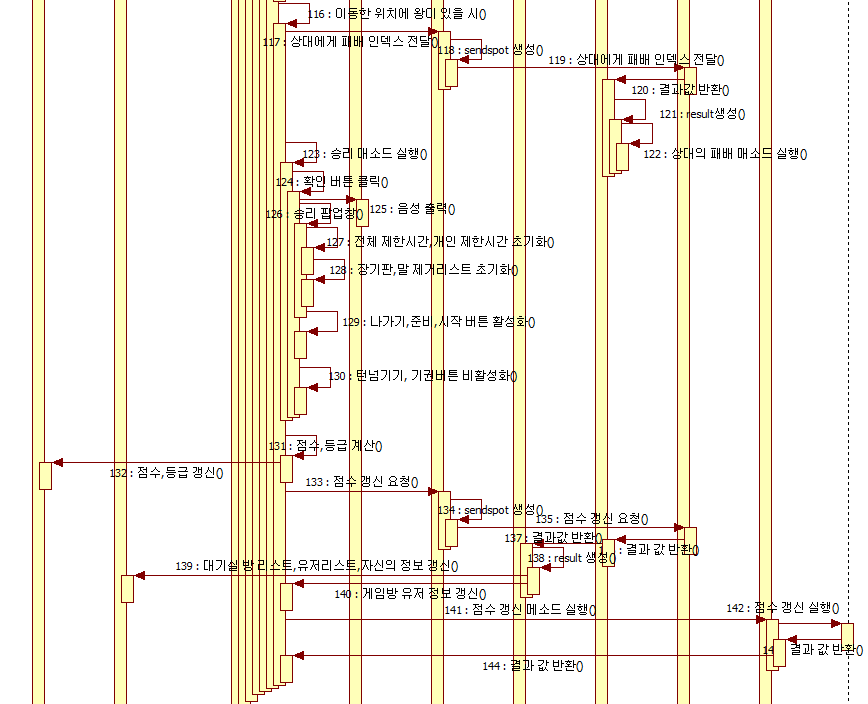 116 : 이동한 위치에 왕이 있을 시()
117 : 상대에게 패배 인덱스 전달()
118 : sendspot 생성()
119 : 상대에게 패배 인덱스 전달()
120 : 결과값 반환()
121 : result생성()
122 : 상대의 패배 매소드 실행()
123 : 승리 매소드 실행()
124 : 확인 버튼 클릭()
125 : 음성 출력()
126 : 승리 팝업창()
127 : 전체 제한시간,개인 제한시간 초기화()
128 : 장기판,말 제거리스트 초기화()
129 : 나가기,준비,시작 버튼 활성화()
130 : 턴넘기기, 기권버튼 비활성화()
131 : 점수,등급 계산()
132 : 점수,등급 갱신()
133 : 점수 갱신 요청()
134 : sendspot 생성()
135 : 점수 갱신 요청()
: 결과 값 반환()
137 : 결과값 반환()
138 : result 생성()
139 : 대기실 방 리스트,유저리스트,자신의 정보 갱신()
140 : 게임방 유저 정보 갱신()
141 : 점수 갱신 메소드 실행()
142 : 점수 갱신 실행()
결과 값 반환()
144 : 결과 값 반환()